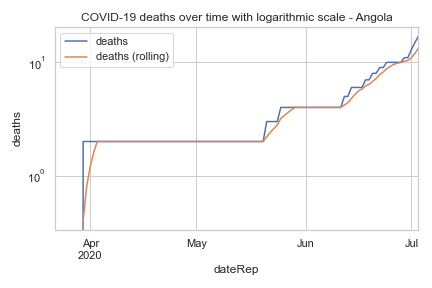 COVID-19 deaths over time with logarithmic scale - Angola
deaths
deaths (rolling)
10¹
10⁰
deaths
Apr
2020
May
Jun
Jul
dateRep